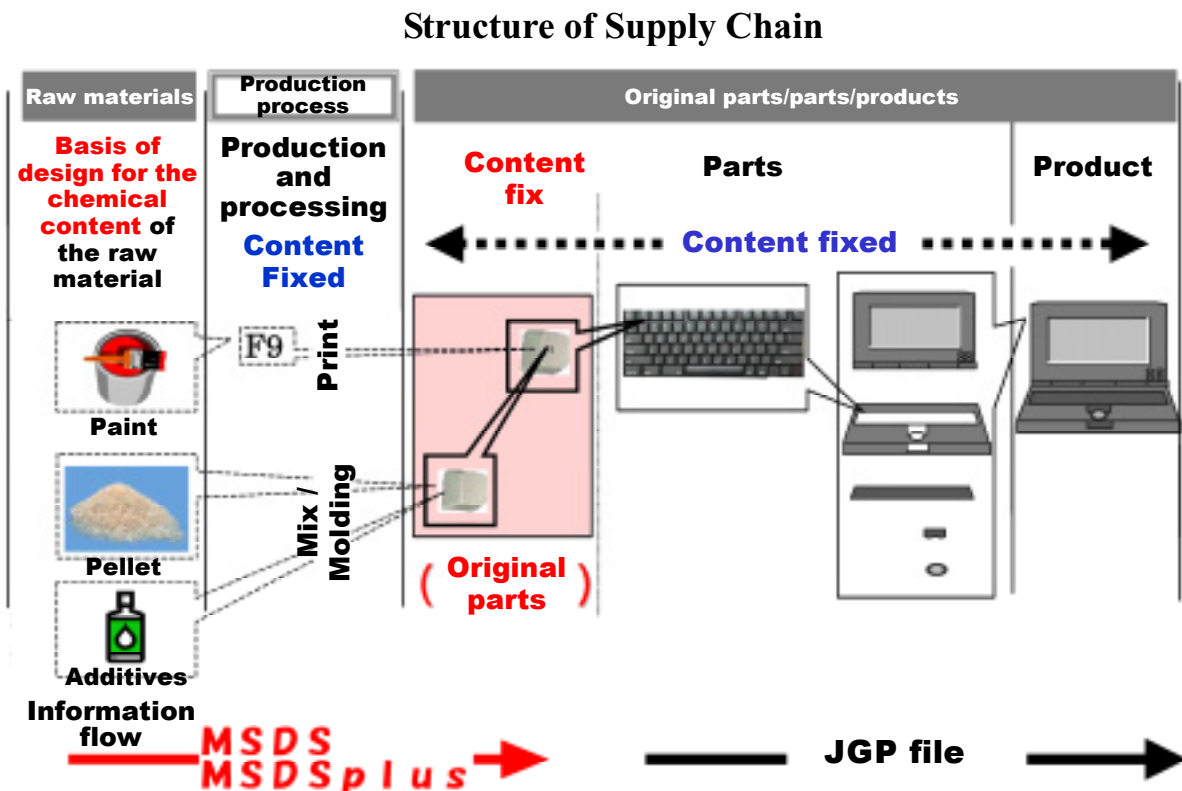 Structure of Supply Chain
Raw materials
Production
process
Original parts/parts/products
Basis of
design for the
chemical
content of
the raw
material
Production
and
processing
Content
Fixed
Content
fix
Parts
Product
Content fixed
F9
Print
Paint
Mix /
Molding
Pellet
( Original
parts )
Additives
Information
flow
MSDS
MSDSplus
JGP file